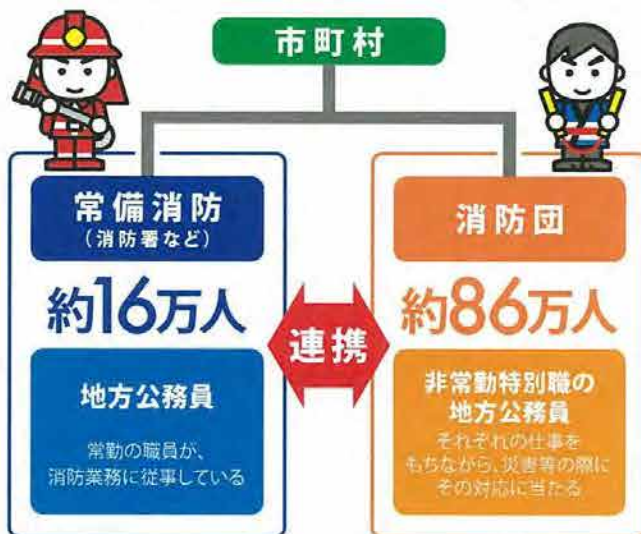 市町村
常備消防
（消防署など）
約16万人
地方公務員
常勤の職員が、
消防業務に従事している
連携
消防団
約86万人
非常勤特別職の
地方公務員
それぞれの仕事を
もちながら、災害等の際に
その対応に当たる